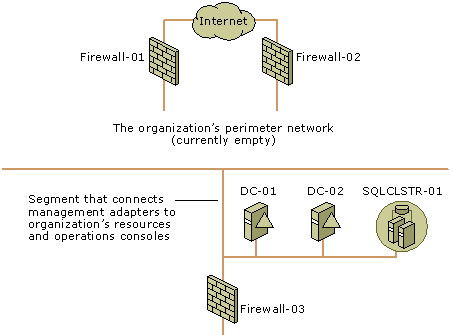 Internet
Firewall-01
Firewall-02
The organization's perimeter network
(currently empty)
Segment that connects
management adapters to
organization's resources
and operations consoles
DC-01
DC-02
SQLCLSTR-01
Firewall-03